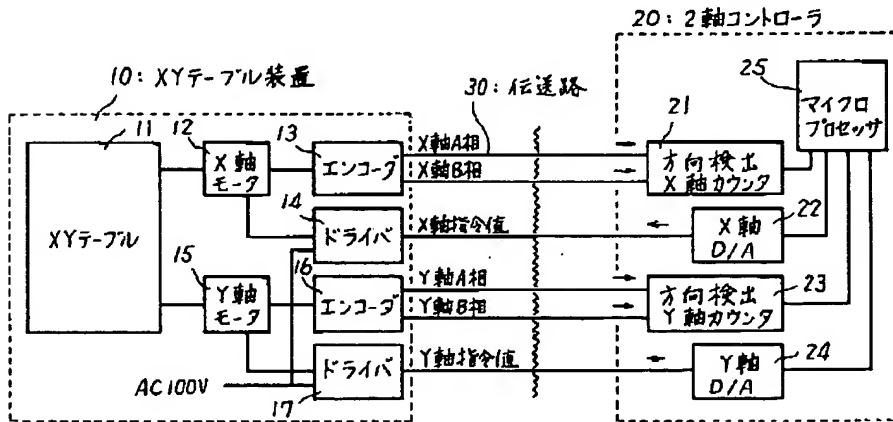 20:2軸コントローラ
10:XYテーブル装置
25
マイクロ
プロセッサ
30:伝送路
11
12
13
21
XYテーブル
X軸
モータ
エンコーダ
X軸A相
X軸B相
方向検出
X軸カウンタ
14
ドライバ
X軸指令値
X軸
D/A
22
15
Y軸
モータ
16
エンコーダ
Y軸A相
Y軸B相
方向検出
Y軸カウンタ
23
AC100V
ドライバ
17
Y軸指令値
Y軸
D/A
24